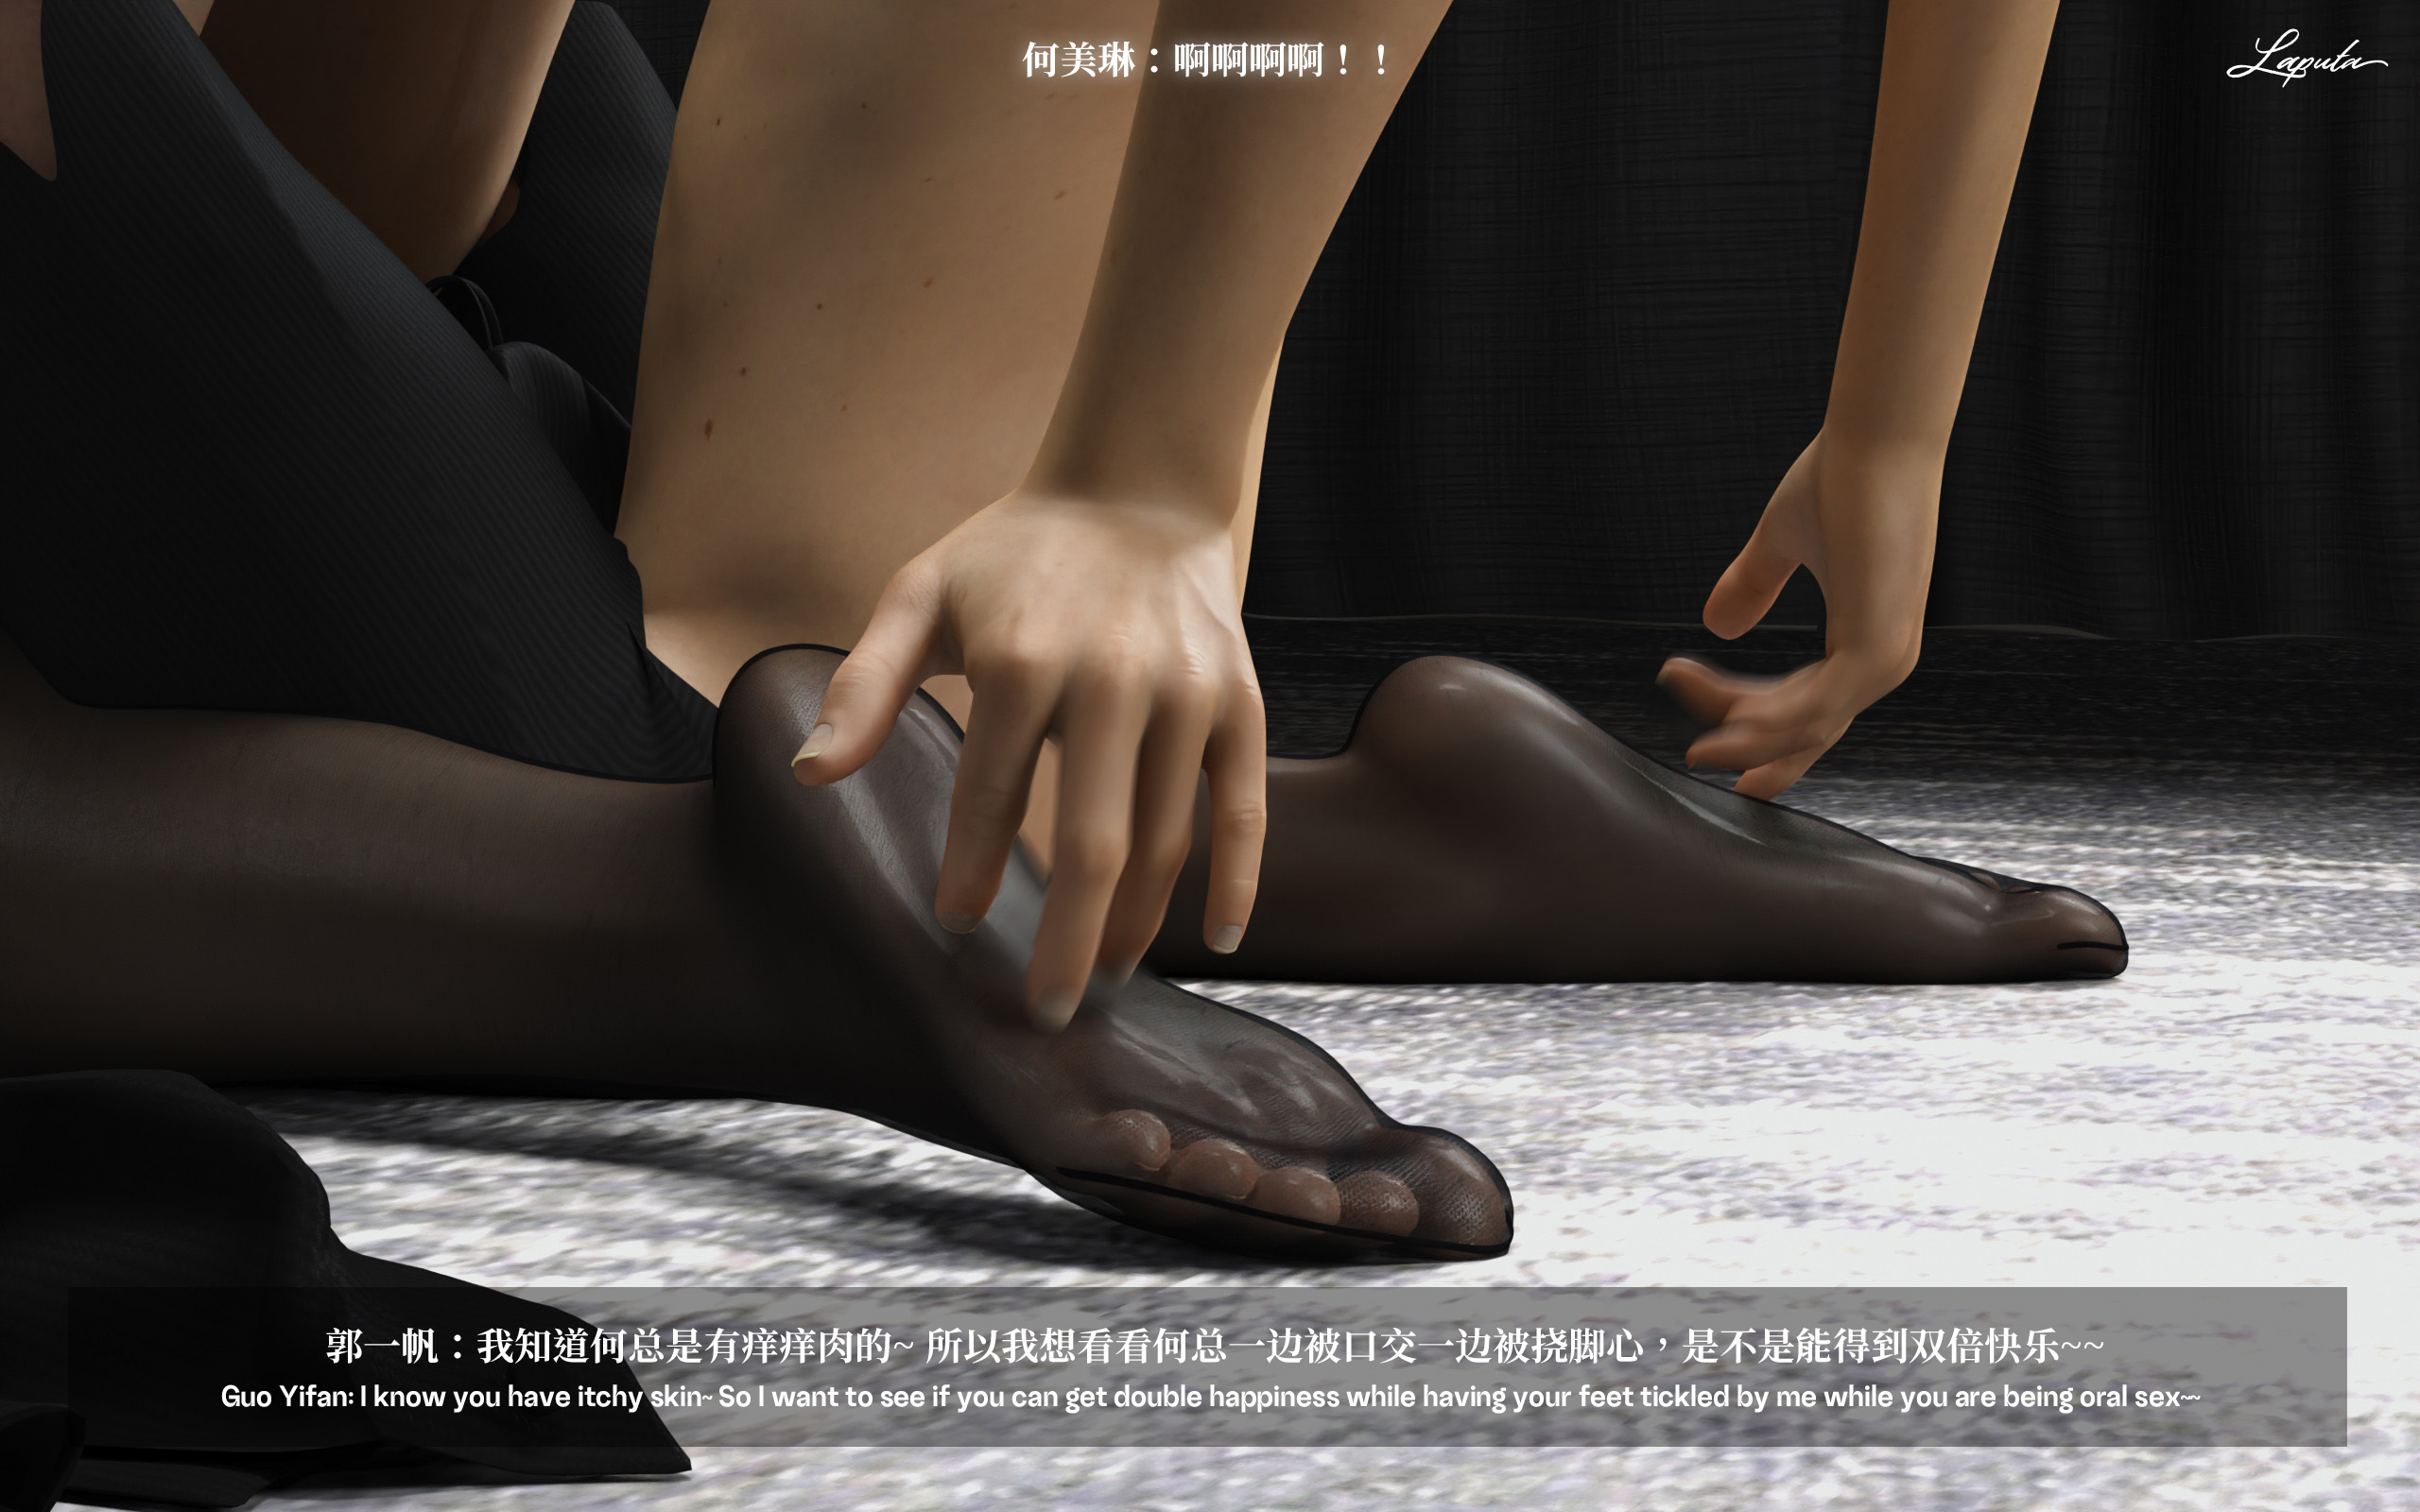 何美琳：啊啊啊啊！！
Laputa
郭一帆：我知道何总是有痒痒肉的~ 所以我想看看何总一边被口交一边被挠脚心，是不是能得到双倍快乐~~
Guo Yifan: I know you have itchy skin~ So I want to see if you can get double happiness while having your feet tickled by me while you are being oral sex~~